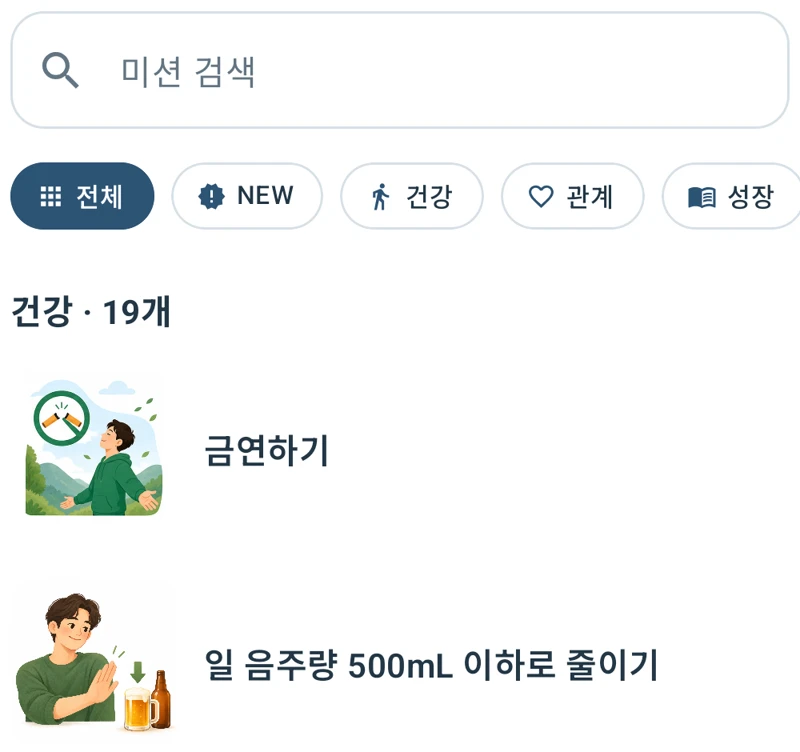 미션 검색
전체 NEW 건강 관계 성장
건강 · 19개
금연하기
일 음주량 500mL 이하로 줄이기